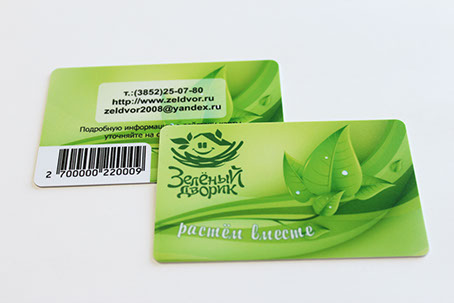 т.:(3852)25-07-80
http://www.zeldvor.ru
zeldvor2008@yandex.ru
Подробную
уточняйте на
2 700000 220009
Зелёный
дворик
растём вместе